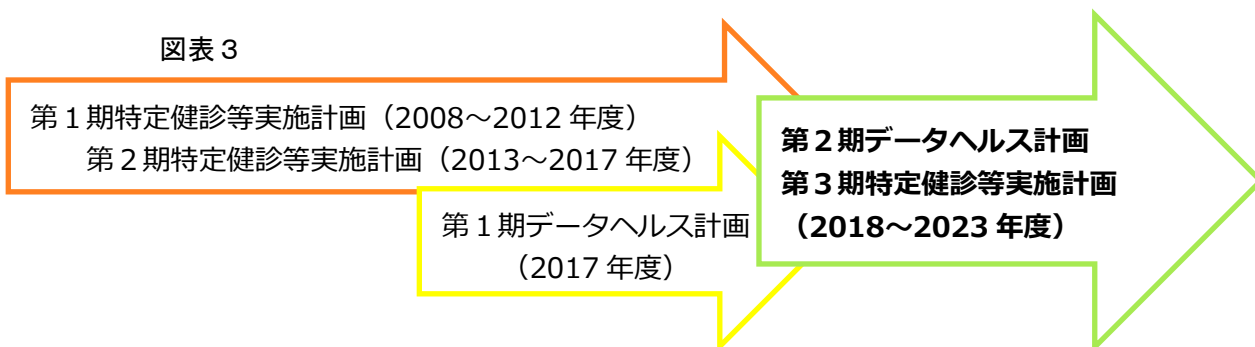 図表３
第１期特定健診等実施計画（2008～2012 年度）
第２期特定健診等実施計画（2013～2017 年度）
第１期データヘルス計画
（2017 年度）
第２期データヘルス計画
第３期特定健診等実施計画
（2018～2023 年度）